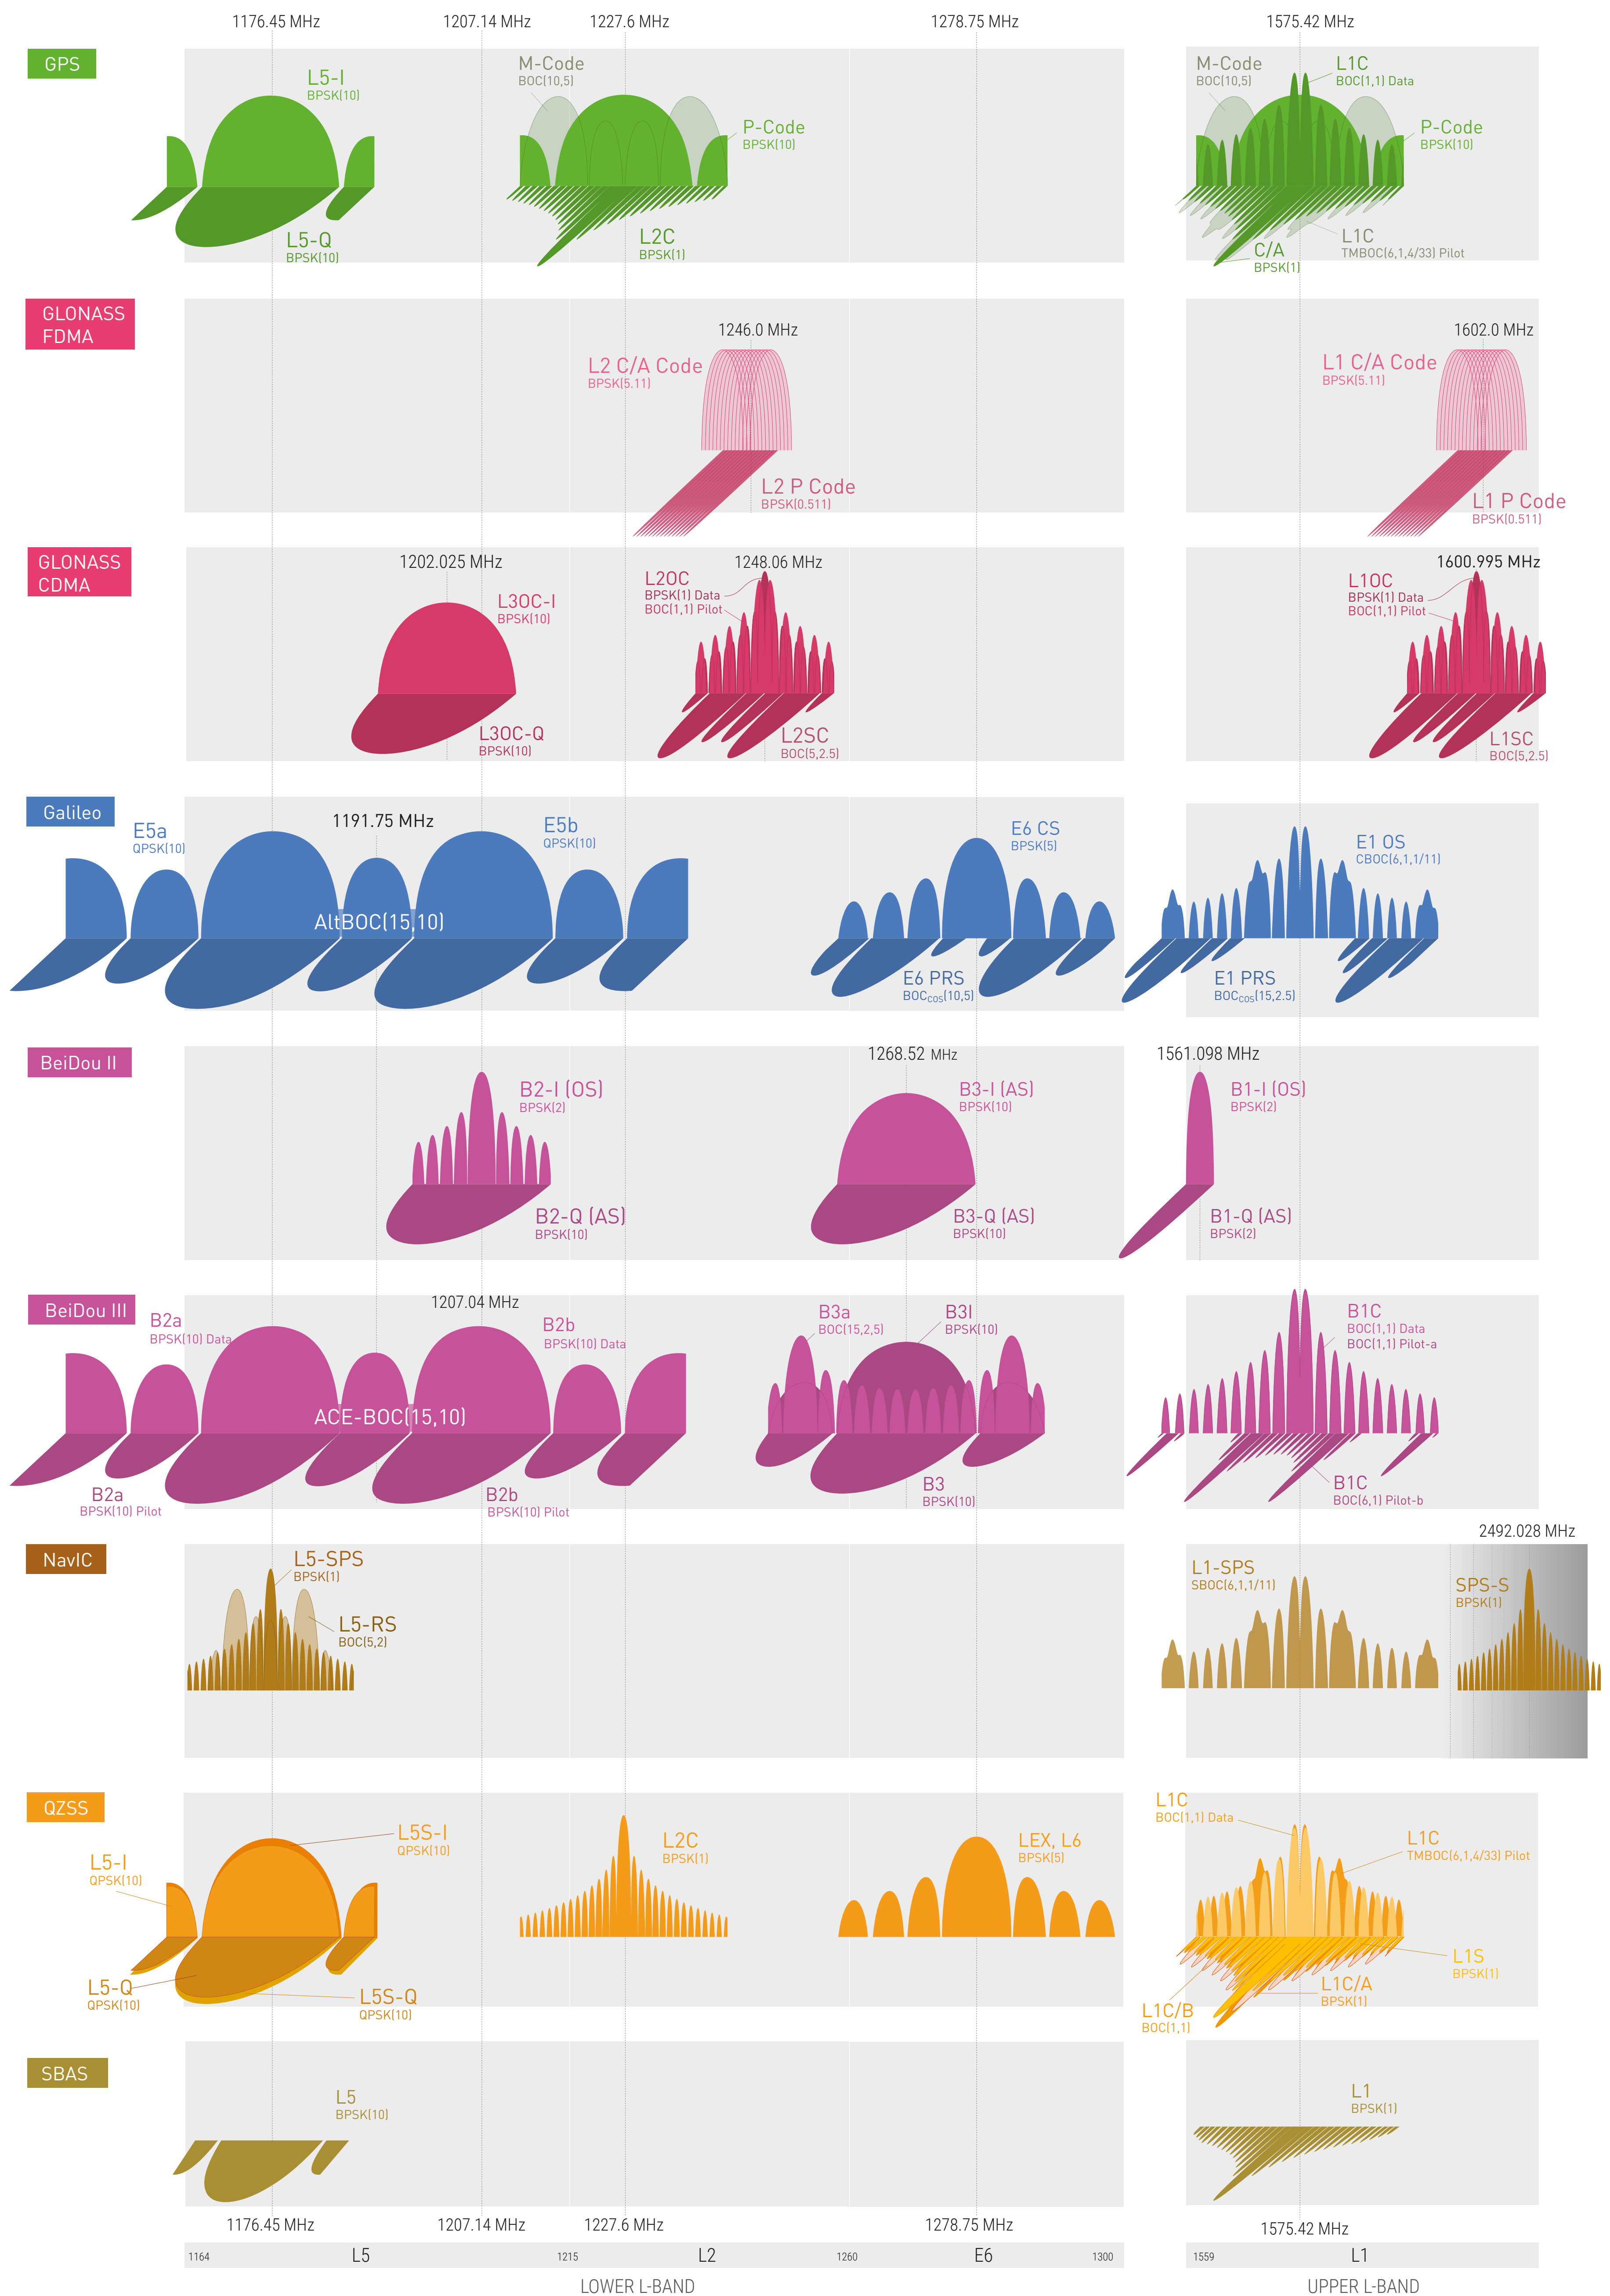 1176.45 MHz
1207.14 MHz
1227.6 MHz
1278.75 MHz
1575.42 MHz
GPS
L5-I
BPSK(10)
M-Code
BOC(10,5)
P-Code
BPSK(10)
L5-Q
BPSK(10)
L2C
BPSK(1)
M-Code
BOC(10,5)
L1C
BOC(1,1) Data
P-Code
BPSK(10)
L1C
TMBOC(6,1,4/33) Pilot
C/A
BPSK(1)
GLONASS
FDMA
1246.0 MHz
L2 C/A Code
BPSK(5.11)
L2 P Code
BPSK(0.511)
1602.0 MHz
L1 C/A Code
BPSK(5.11)
L1 P Code
BPSK(0.511)
GLONASS
CDMA
1202.025 MHz
L3OC-I
BPSK(10)
L3OC-Q
BPSK(10)
1248.06 MHz
L2OC
BPSK(1) Data
BOC(1,1) Pilot
L2SC
BOC(5,2.5)
1600.995 MHz
L1OC
BPSK(1) Data
BOC(1,1) Pilot
L1SC
BOC(5,2.5)
Galileo
E5a
QPSK(10)
1191.75 MHz
E5b
QPSK(10)
AltBOC(15,10)
E6 CS
BPSK(5)
E6 PRS
BOCCOS(10,5)
E1 OS
CBOC(6,1,1/11)
E1 PRS
BOCCOS(15,2.5)
BeiDou II
B2-I (OS)
BPSK(2)
B2-Q (AS)
BPSK(10)
1268.52 MHz
B3-I (AS)
BPSK(10)
B3-Q (AS)
BPSK(10)
1561.098 MHz
B1-I (OS)
BPSK(2)
B1-Q (AS)
BPSK(2)
BeiDou III
B2a
BPSK(10) Data
1207.04 MHz
B2b
BPSK(10) Data
ACE-BOC(15,10)
B2a
BPSK(10) Pilot
B2b
BPSK(10) Pilot
B3a
BOC(15,2,5)
B3I
BPSK(10)
B3
BPSK(10)
B1C
BOC(1,1) Data
BOC(1,1) Pilot-a
B1C
BOC(6,1) Pilot-b
NavIC
L5-SPS
BPSK(1)
L5-RS
BOC(5,2)
L1-SPS
SBOC(6,1,1/11)
2492.028 MHz
SPS-S
BPSK(1)
QZSS
L5-I
QPSK(10)
L5S-I
QPSK(10)
L5-Q
QPSK(10)
L5S-Q
QPSK(10)
L2C
BPSK(1)
LEX, L6
BPSK(5)
L1C
BOC(1,1) Data
L1C
TMBOC(6,1,4/33) Pilot
L1S
BPSK(1)
L1C/A
BPSK(1)
L1C/B
BOC(1,1)
SBAS
L5
BPSK(10)
L1
BPSK(1)
1176.45 MHz
1207.14 MHz
1227.6 MHz
1278.75 MHz
1575.42 MHz
1164
L5
1215
L2
1260
E6
1300
1559
L1
LOWER L-BAND
UPPER L-BAND